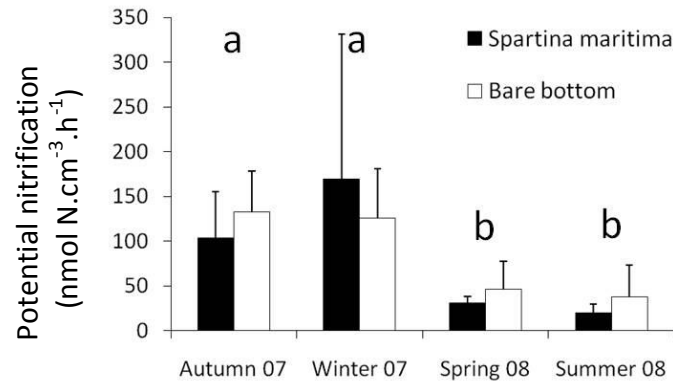 Potential nitrification
(nmol N.cm⁻³.h⁻¹)
350
300
250
200
150
100
50
0
a
a
b
b
Spartina maritima
Bare bottom
Autumn 07
Winter 07
Spring 08
Summer 08